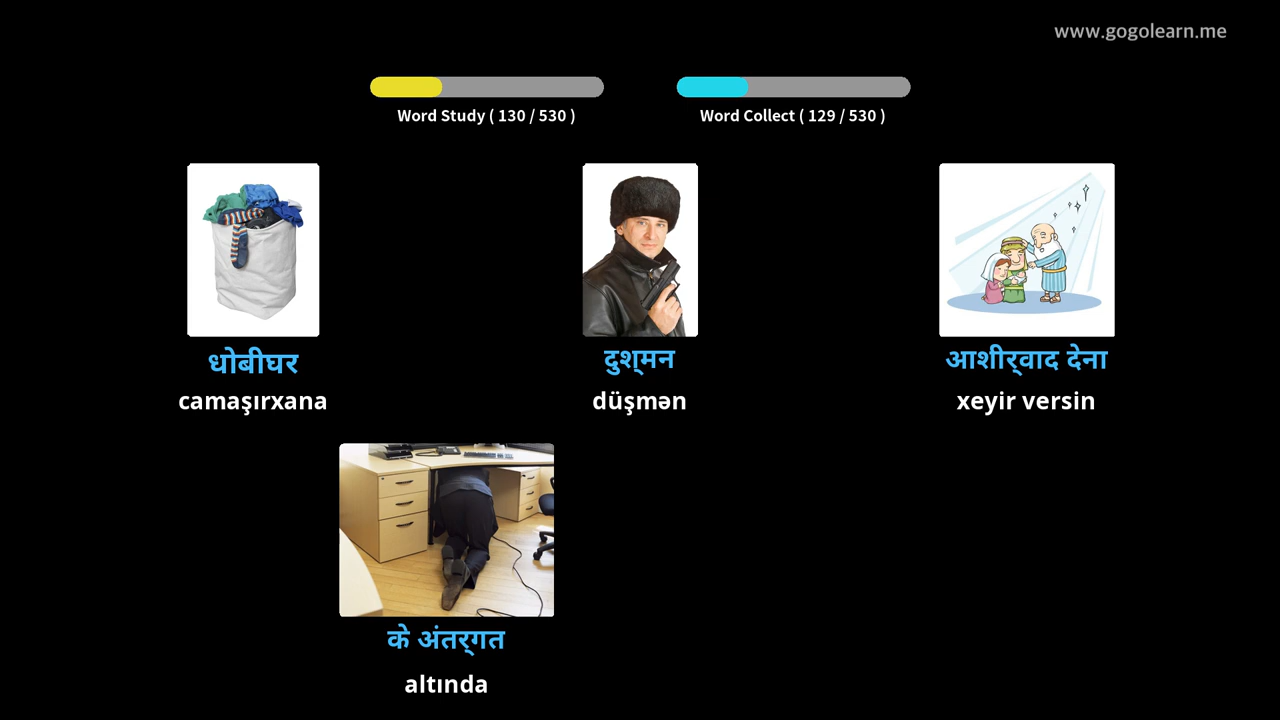 www.gogolearn.me
Word Study ( 130 / 530 )
Word Collect ( 129 / 530 )
धोबीघर
camaşırxana
दुश्‌मन
düşmən
आशीर्‌वाद देना
xeyir versin
के अंतर्‌गत
altında